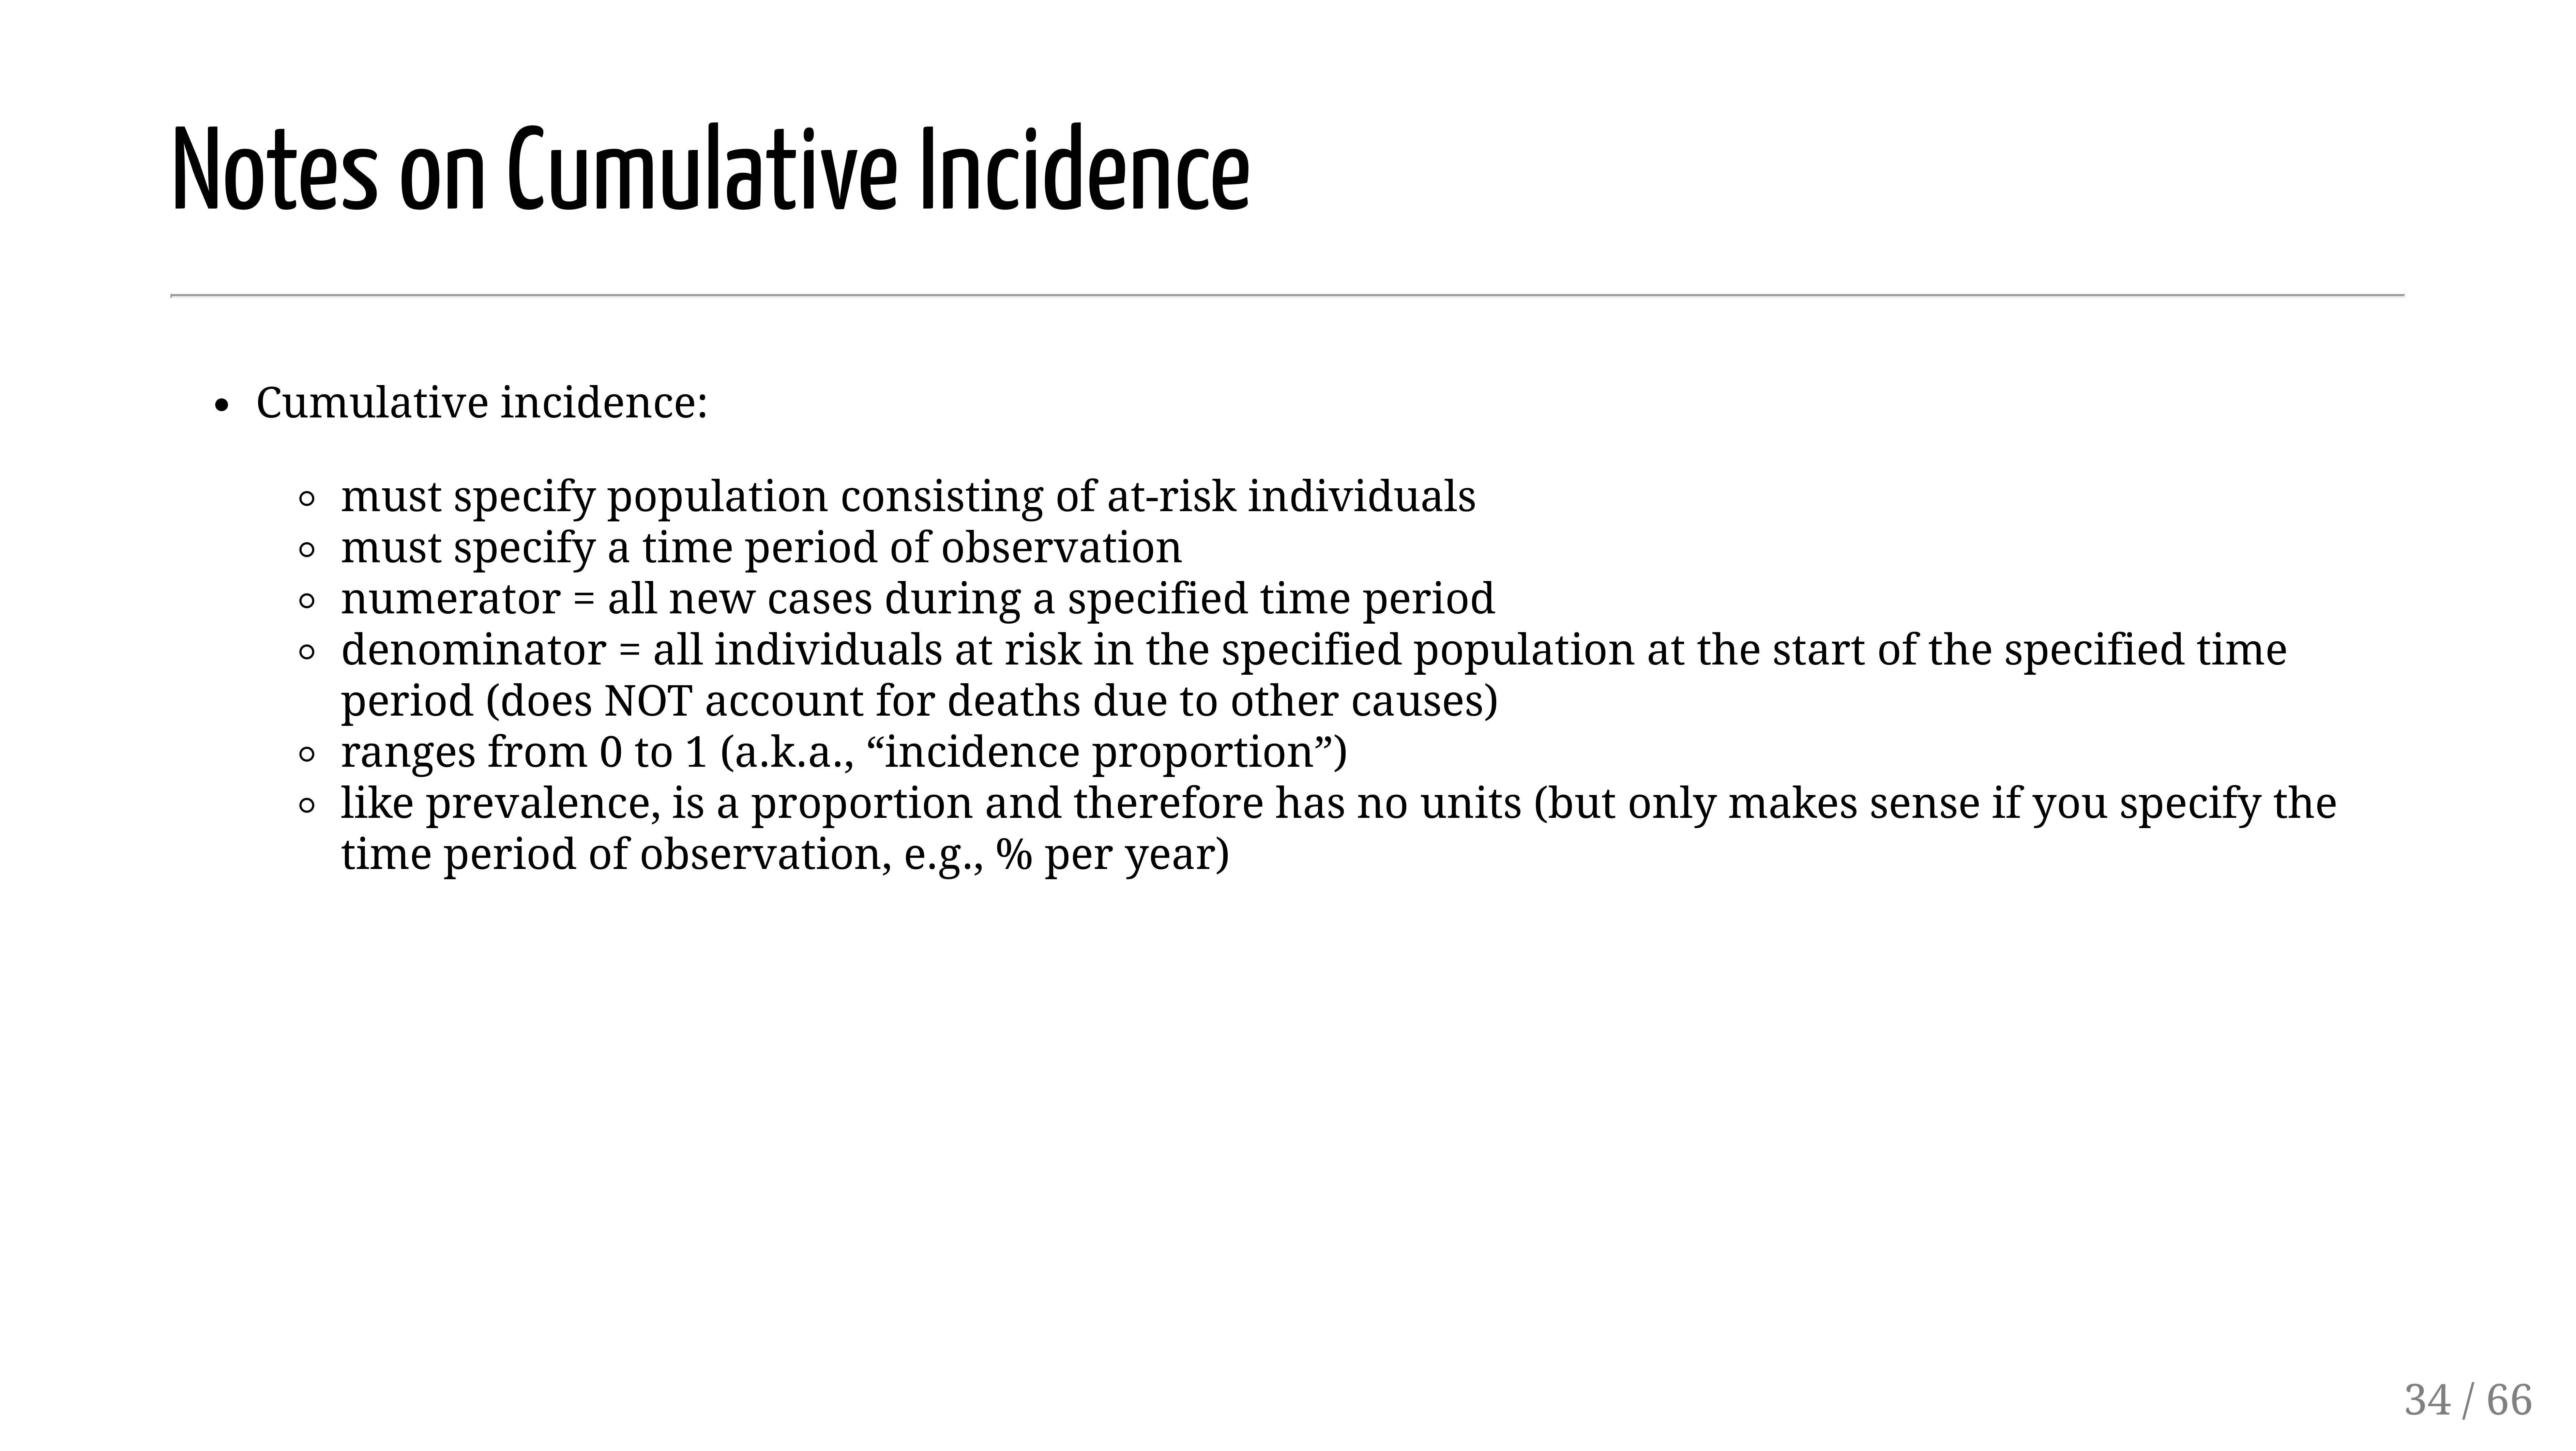 Notes on Cumulative Incidence
• Cumulative incidence:
◦ must specify population consisting of at-risk individuals
◦ must specify a time period of observation
◦ numerator = all new cases during a specified time period
◦ denominator = all individuals at risk in the specified population at the start of the specified time
period (does NOT account for deaths due to other causes)
◦ ranges from 0 to 1 (a.k.a., “incidence proportion”)
◦ like prevalence, is a proportion and therefore has no units (but only makes sense if you specify the
time period of observation, e.g., % per year)
34 / 66